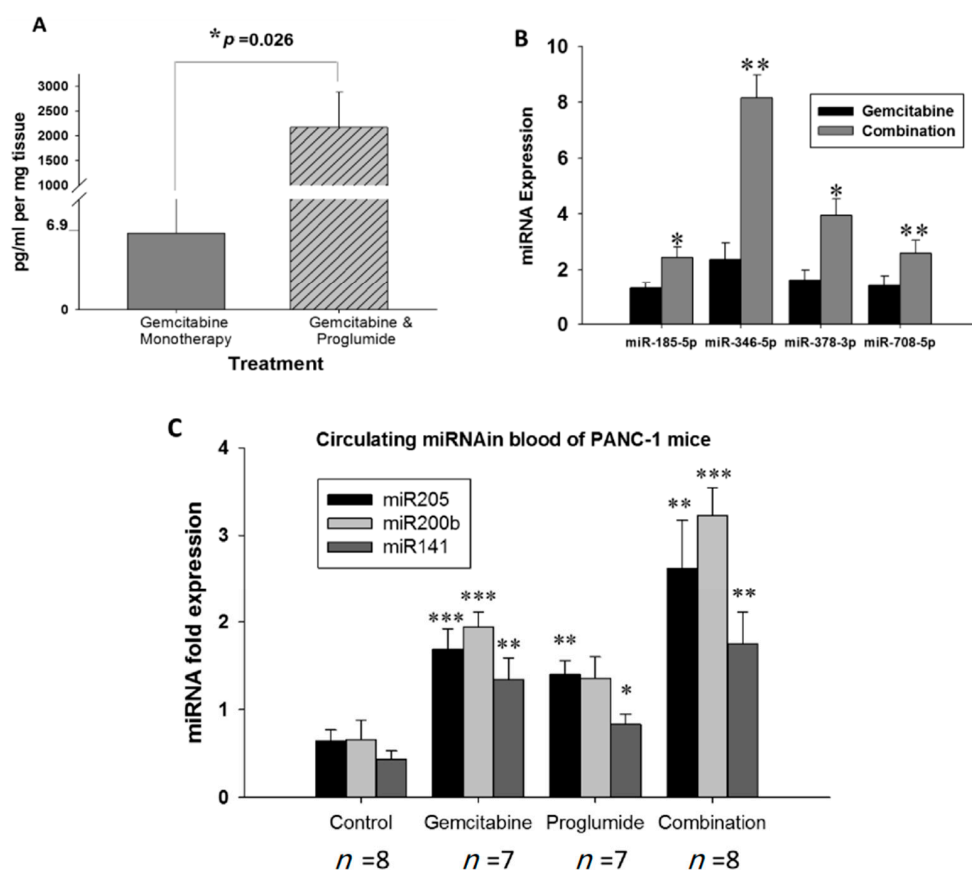 A
*p =0.026
3000
2500
2000
1500
1000
6.9
0
pg/ml per mg tissue
Gemcitabine
Monotherapy
Gemcitabine &
Proglumide
Treatment
B
10
8
6
4
2
0
miRNA Expression
Gemcitabine
Combination
*
**
*
**
miR-185-5p
miR-346-5p
miR-378-3p
miR-708-5p
C
Circulating miRNAin blood of PANC-1 mice
4
3
2
1
0
miRNA fold expression
miR205
miR200b
miR141
***
***
**
**
*
**
***
**
Control
Gemcitabine
Proglumide
Combination
n =8
n =7
n =7
n =8